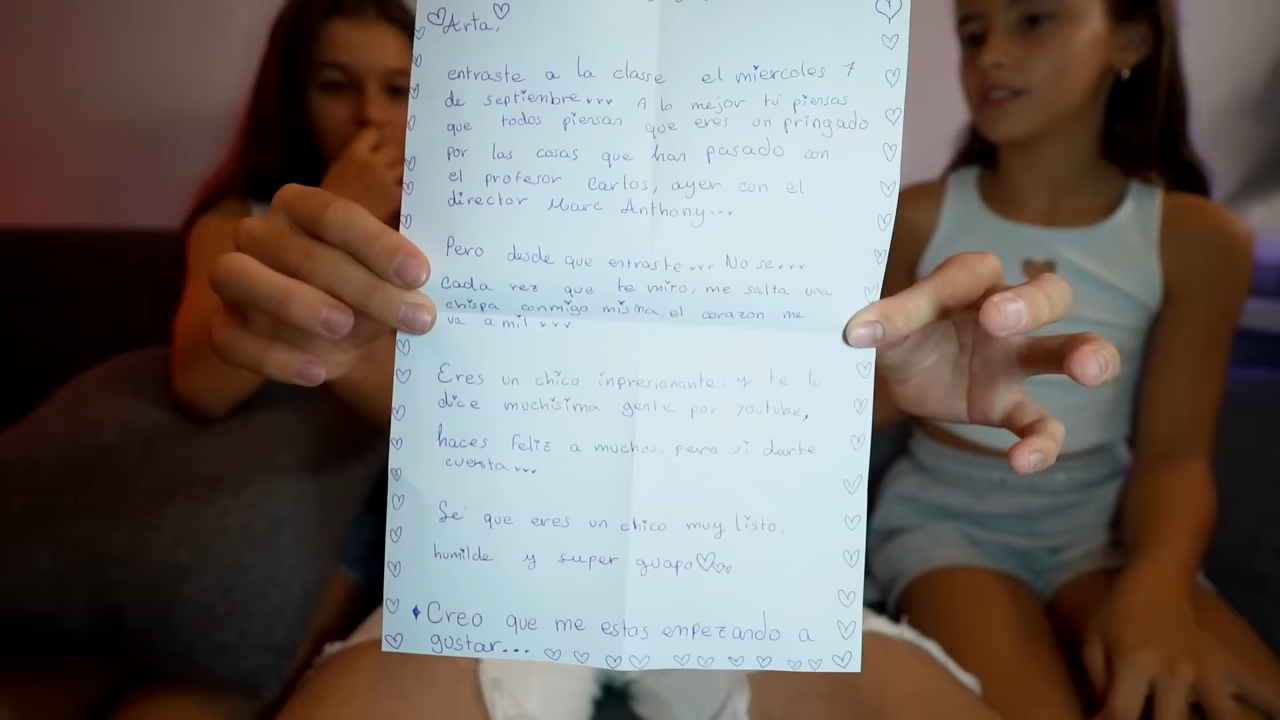 Arta,
entraste a la classe el miercoles 7
de septiembre... A lo mejor tú piensas
que todos piensan que eres un pringado
por las cosas que han pasado con
el profesor Carlos, ayer con el
director Marc Anthony...
Pero desde que entraste... No se...
Cada vez que te miro, me salta una
chispa conmigo misma, el corazon me
va a mil...
Eres un chico inpresionante, y te lo
dice muchisima gente por youtube,
haces feliz a muchos, pero si darte
cuenta...
Sé que eres un chico muy listo,
humilde y super guapo
Creo que me estas empezando a
gustar...